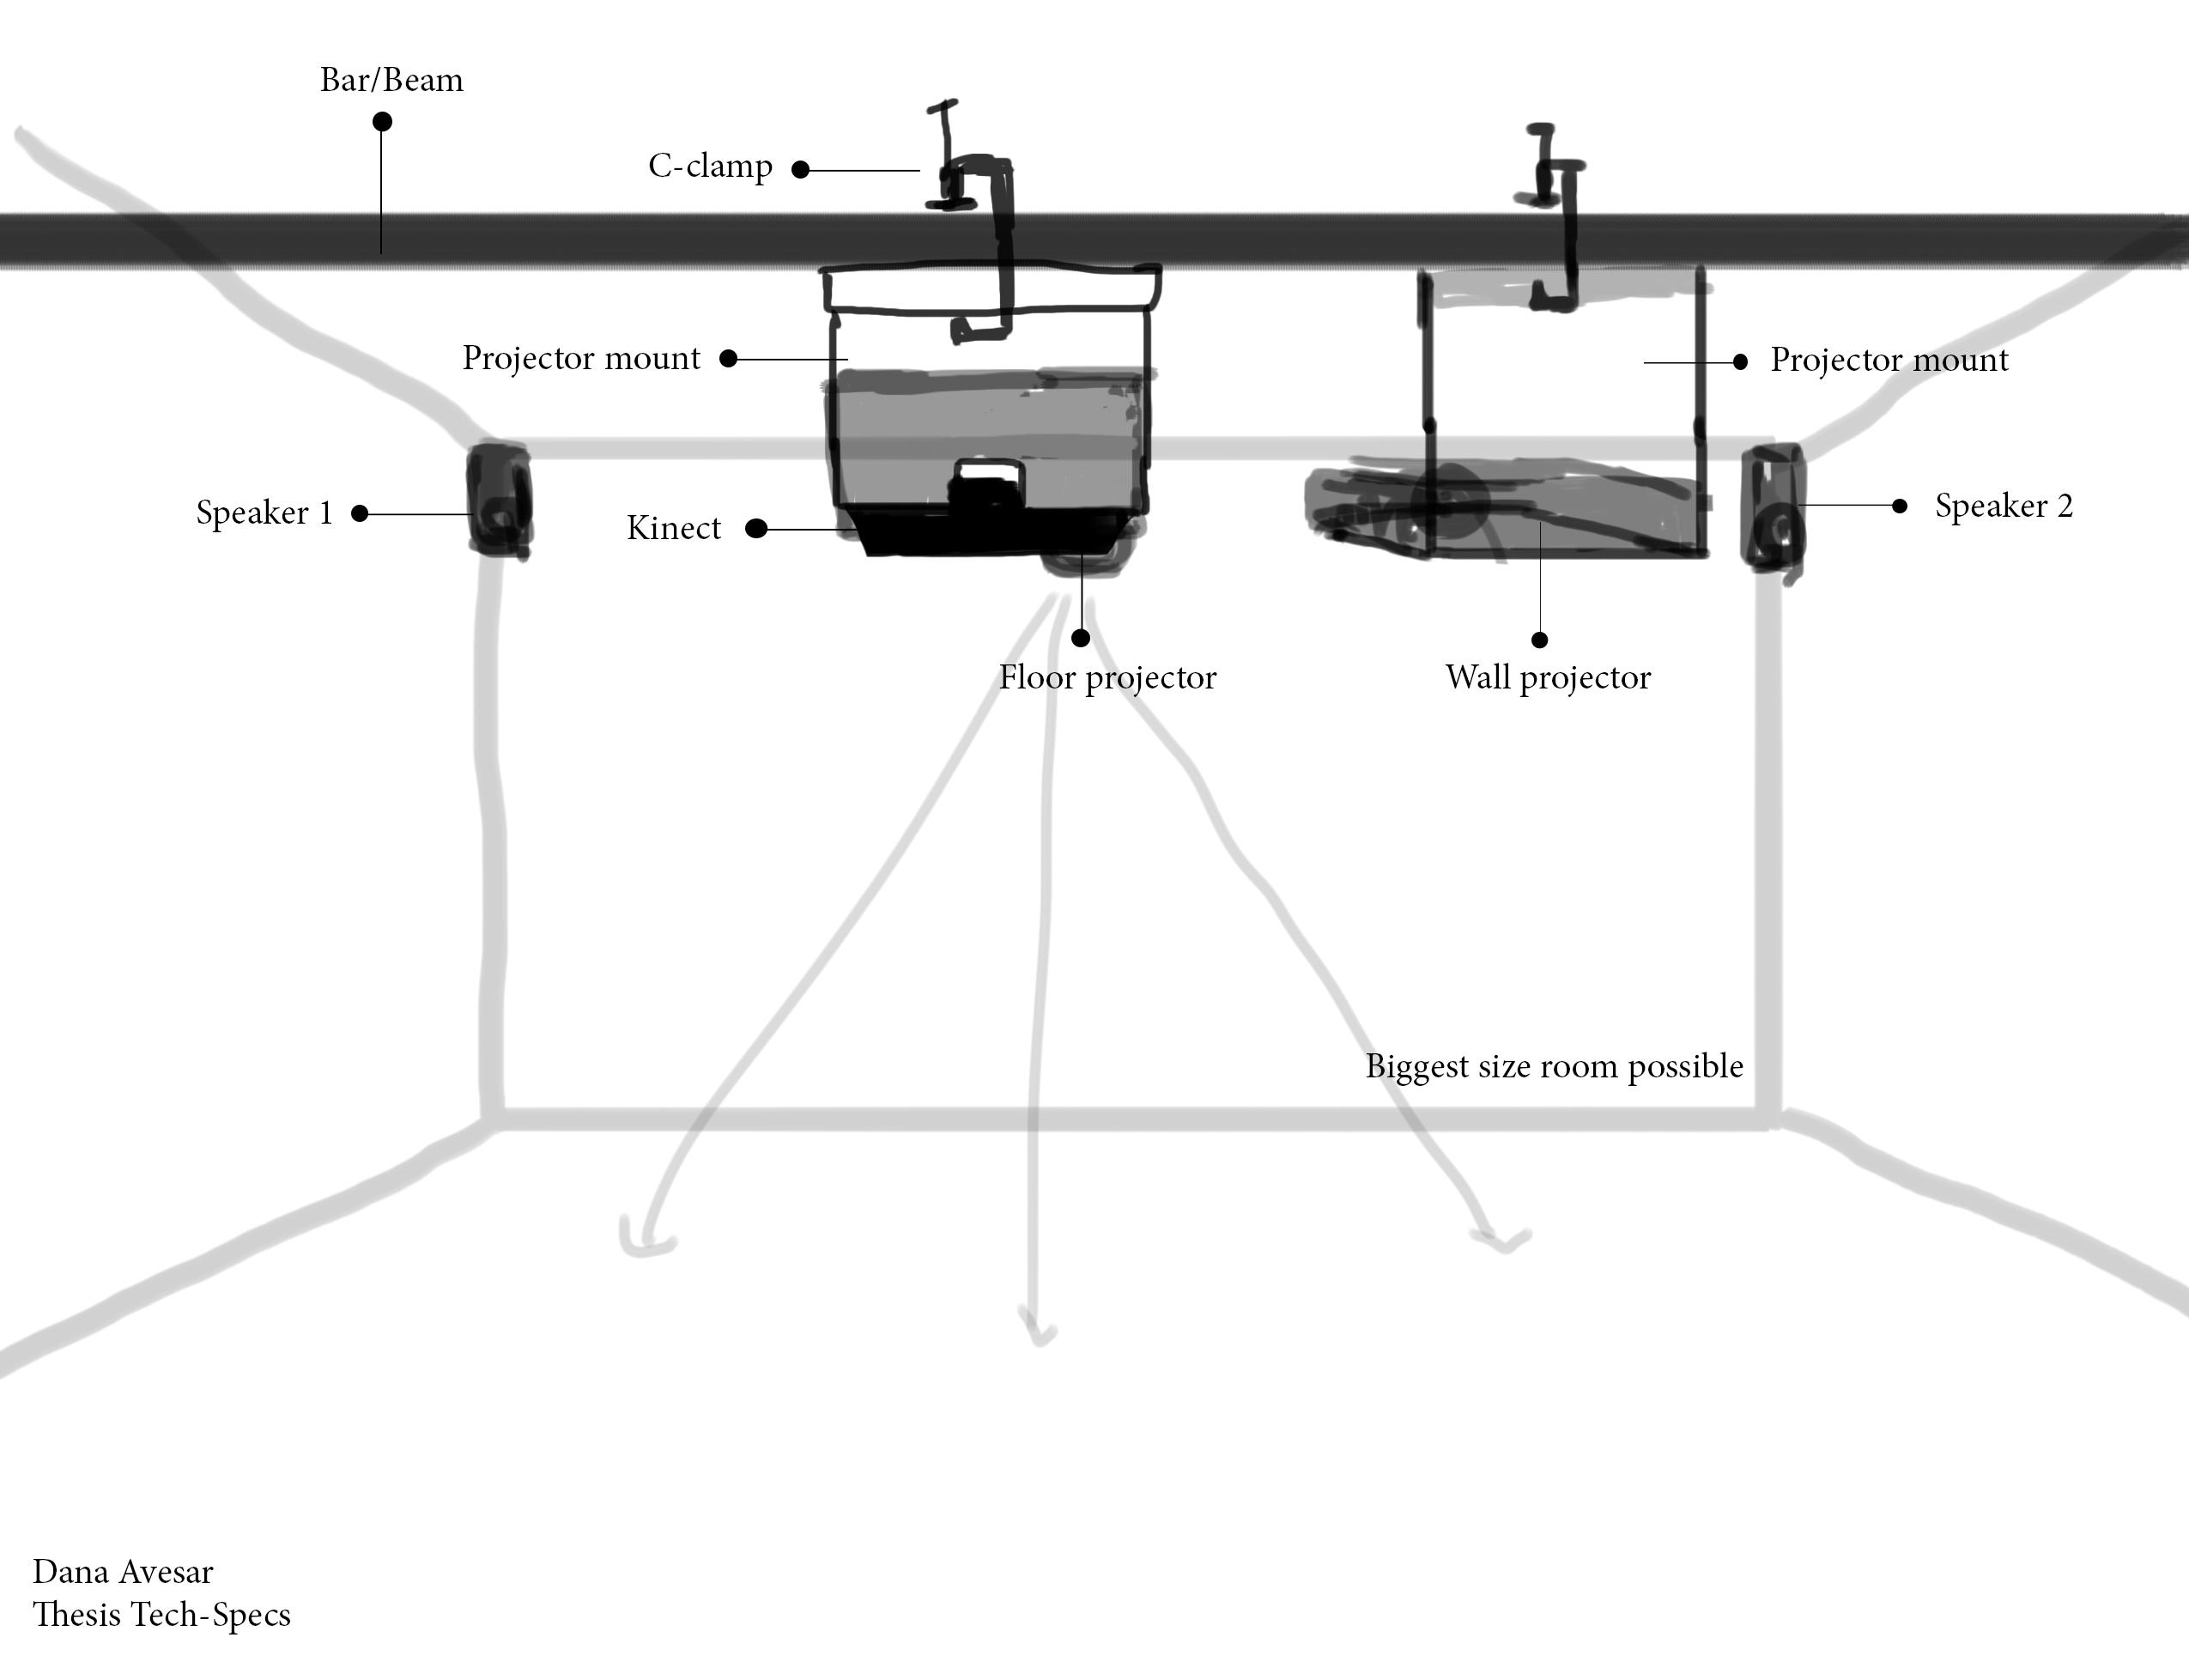 Bar/Beam
C-clamp
Projector mount
Projector mount
Speaker 1
Kinect
Speaker 2
Floor projector
Wall projector
Biggest size room possible
Dana Avesar
Thesis Tech-Specs